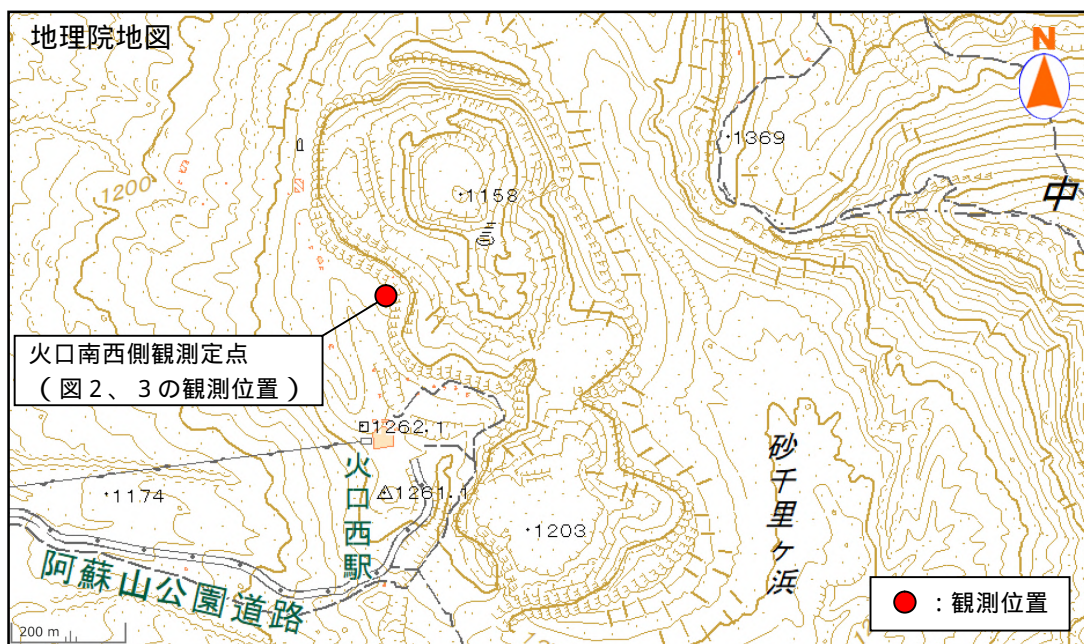 地理院地図
N
1369
1200
1158
中
火口南西側観測定点
（図２、３の観測位置）
1262.1
1174
1261.1
火口西駅
1203
砂千里ヶ浜
阿蘇山公園道路
：観測位置
200 m